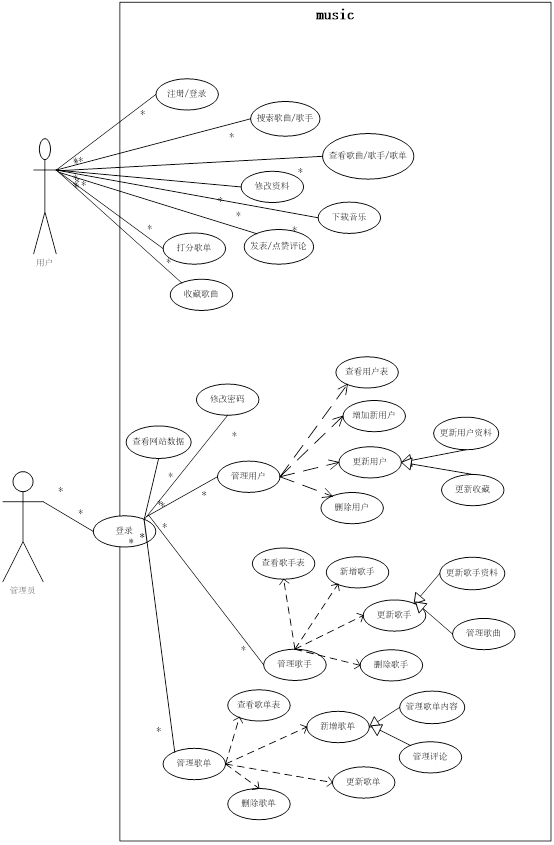 music
注册/登录
搜索歌曲/歌手
查看歌曲/歌手/歌单
修改资料
下载音乐
打分歌单
发表/点赞评论
用户
收藏歌曲
查看用户表
修改密码
增加新用户
查看网站数据
更新用户资料
更新用户
管理用户
更新收藏
删除用户
登录
查看歌手表
新增歌手
更新歌手资料
管理员
更新歌手
管理歌曲
管理歌手
删除歌手
查看歌单表
管理歌单内容
新增歌单
管理评论
管理歌单
更新歌单
删除歌单